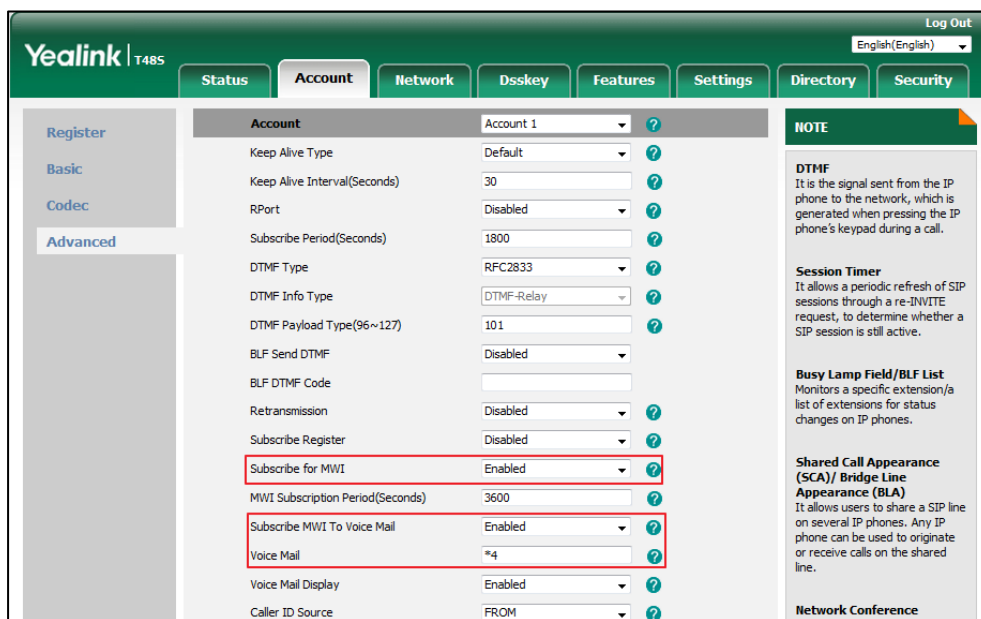 Log Out
Yealink | T48S
English(English)
Status Account Network Dsskey Features Settings Directory Security
Register
Basic
Codec
Advanced
Account Account 1
Keep Alive Type Default
Keep Alive Interval(Seconds) 30
RPort Disabled
Subscribe Period(Seconds) 1800
DTMF Type RFC2833
DTMF Info Type DTMF-Relay
DTMF Payload Type(96~127) 101
BLF Send DTMF Disabled
BLF DTMF Code
Retransmission Disabled
Subscribe Register Disabled
Subscribe for MWI Enabled
MWI Subscription Period(Seconds) 3600
Subscribe MWI To Voice Mail Enabled
Voice Mail *4
Voice Mail Display Enabled
Caller ID Source FROM
NOTE
DTMF
It is the signal sent from the IP
phone to the network, which is
generated when pressing the IP
phone's keypad during a call.
Session Timer
It allows a periodic refresh of SIP
sessions through a re-INVITE
request, to determine whether a
SIP session is still active.
Busy Lamp Field/BLF List
Monitors a specific extension/a
list of extensions for status
changes on IP phones.
Shared Call Appearance
(SCA)/ Bridge Line
Appearance (BLA)
It allows users to share a SIP line
on several IP phones. Any IP
phone can be used to originate
or receive calls on the shared
line.
Network Conference